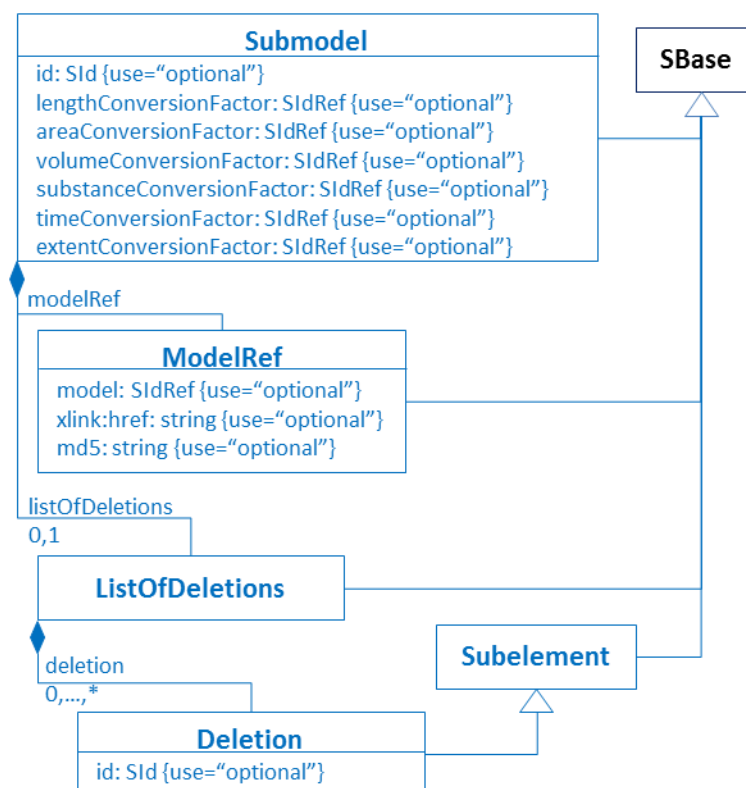 Submodel
SBase
id: SId {use=“optional”}
lengthConversionFactor: SIdRef {use=“optional”}
areaConversionFactor: SIdRef {use=“optional”}
volumeConversionFactor: SIdRef {use=“optional”}
substanceConversionFactor: SIdRef {use=“optional”}
timeConversionFactor: SIdRef {use=“optional”}
extentConversionFactor: SIdRef {use=“optional”}
modelRef
ModelRef
model: SIdRef {use=“optional”}
xlink:href: string {use=“optional”}
md5: string {use=“optional”}
listOfDeletions
0,1
ListOfDeletions
Subelement
deletion
0,...,*
Deletion
id: SId {use=“optional”}